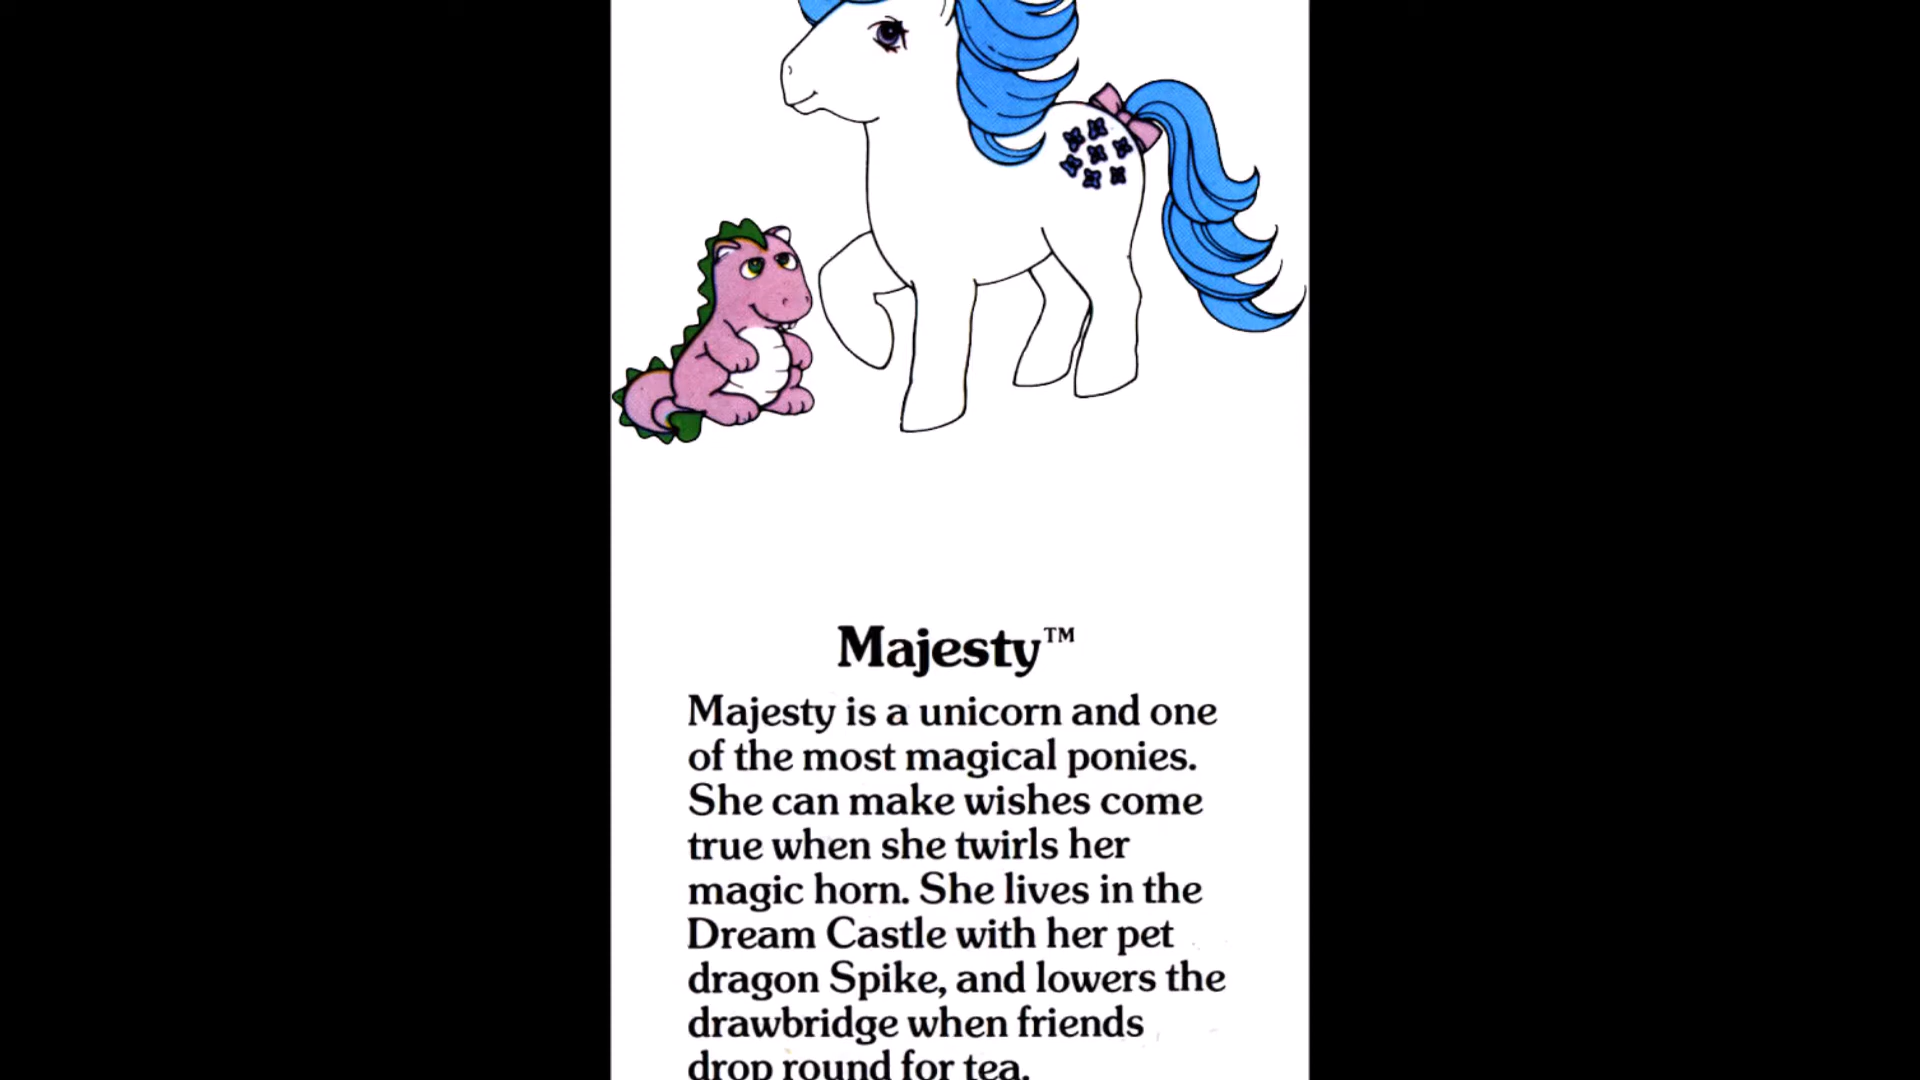 Majesty™
Majesty is a unicorn and one
of the most magical ponies.
She can make wishes come
true when she twirls her
magic horn. She lives in the
Dream Castle with her pet
dragon Spike, and lowers the
drawbridge when friends
drop round for tea.